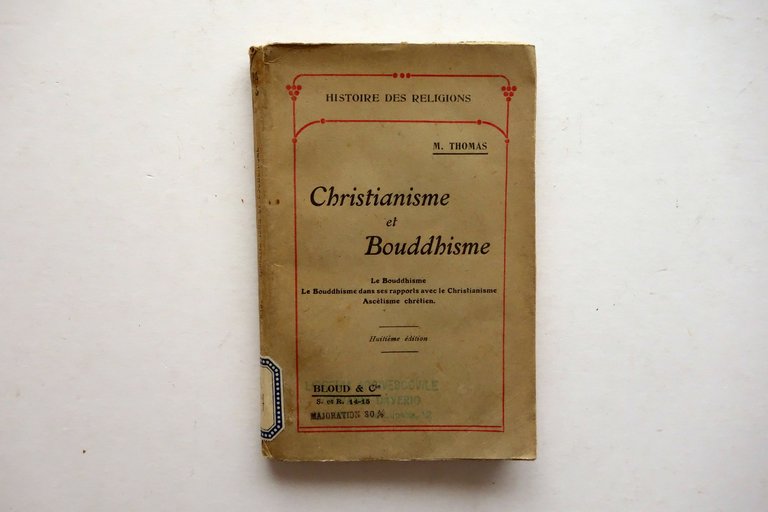 HISTOIRE DES RELIGIONS
M. THOMAS
Christianisme
et
Bouddhisme
Le Bouddhisme
Le Bouddhisme dans ses rapports avec le Christianisme
Ascétisme chrétien.
Huitième édition
BLOUD & Cie
S. et R. 14-15
MAJORATION 30 %